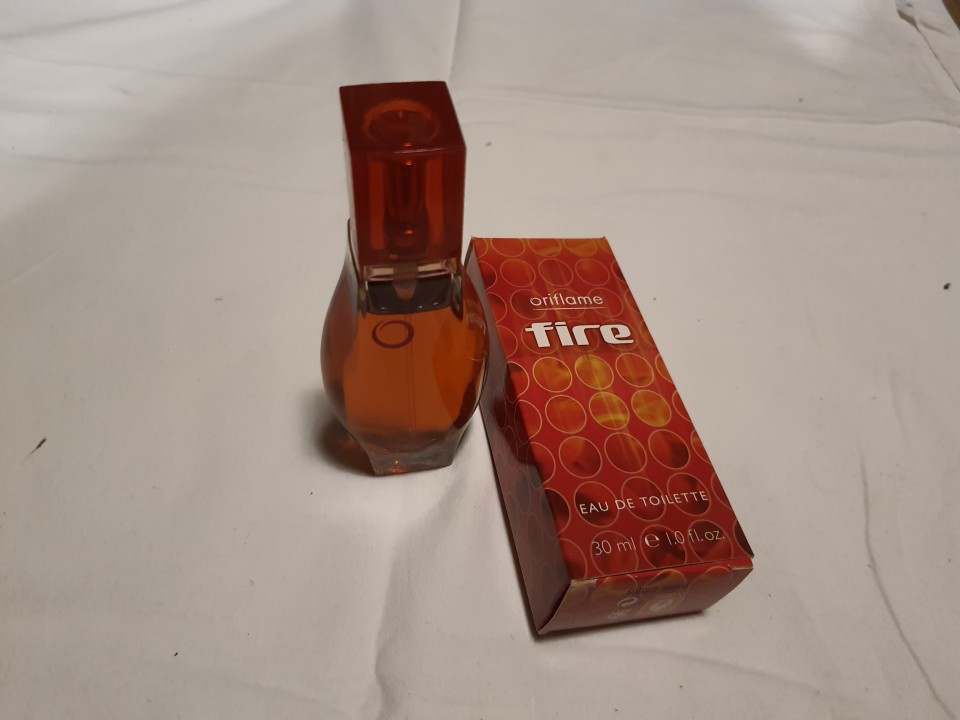 oriflame
fire
EAU DE TOILETTE
30 ml e 1.0 fl.oz.